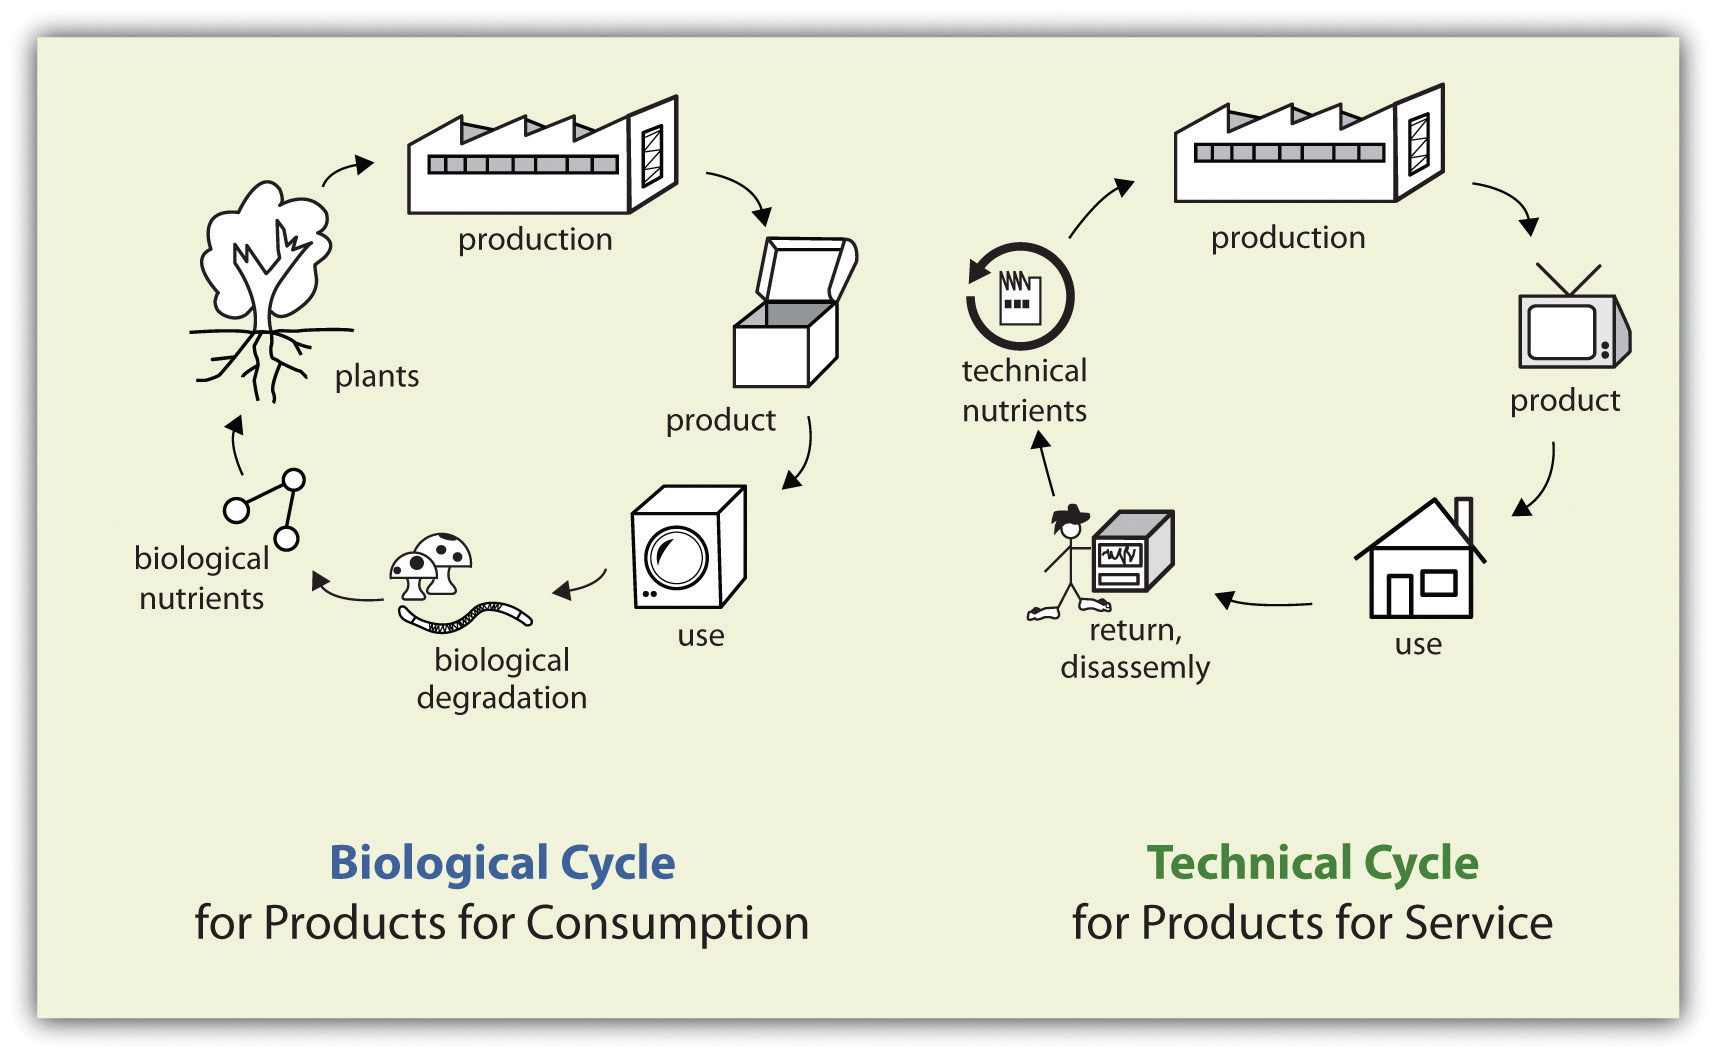 production
product
use
biological
degradation
biological
nutrients
plants
Biological Cycle
for Products for Consumption
production
product
use
return,
disassemly
technical
nutrients
Technical Cycle
for Products for Service